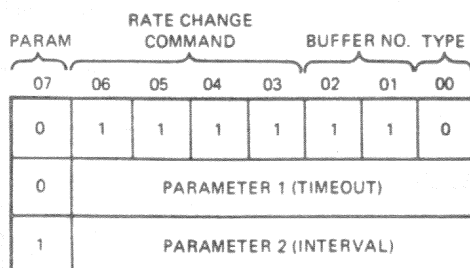 RATE CHANGE
PARAM COMMAND BUFFER NO. TYPE
07 06 05 04 03 02 01 00
0 1 1 1 1 1 1 0
0 PARAMETER 1 (TIMEOUT)
1 PARAMETER 2 (INTERVAL)